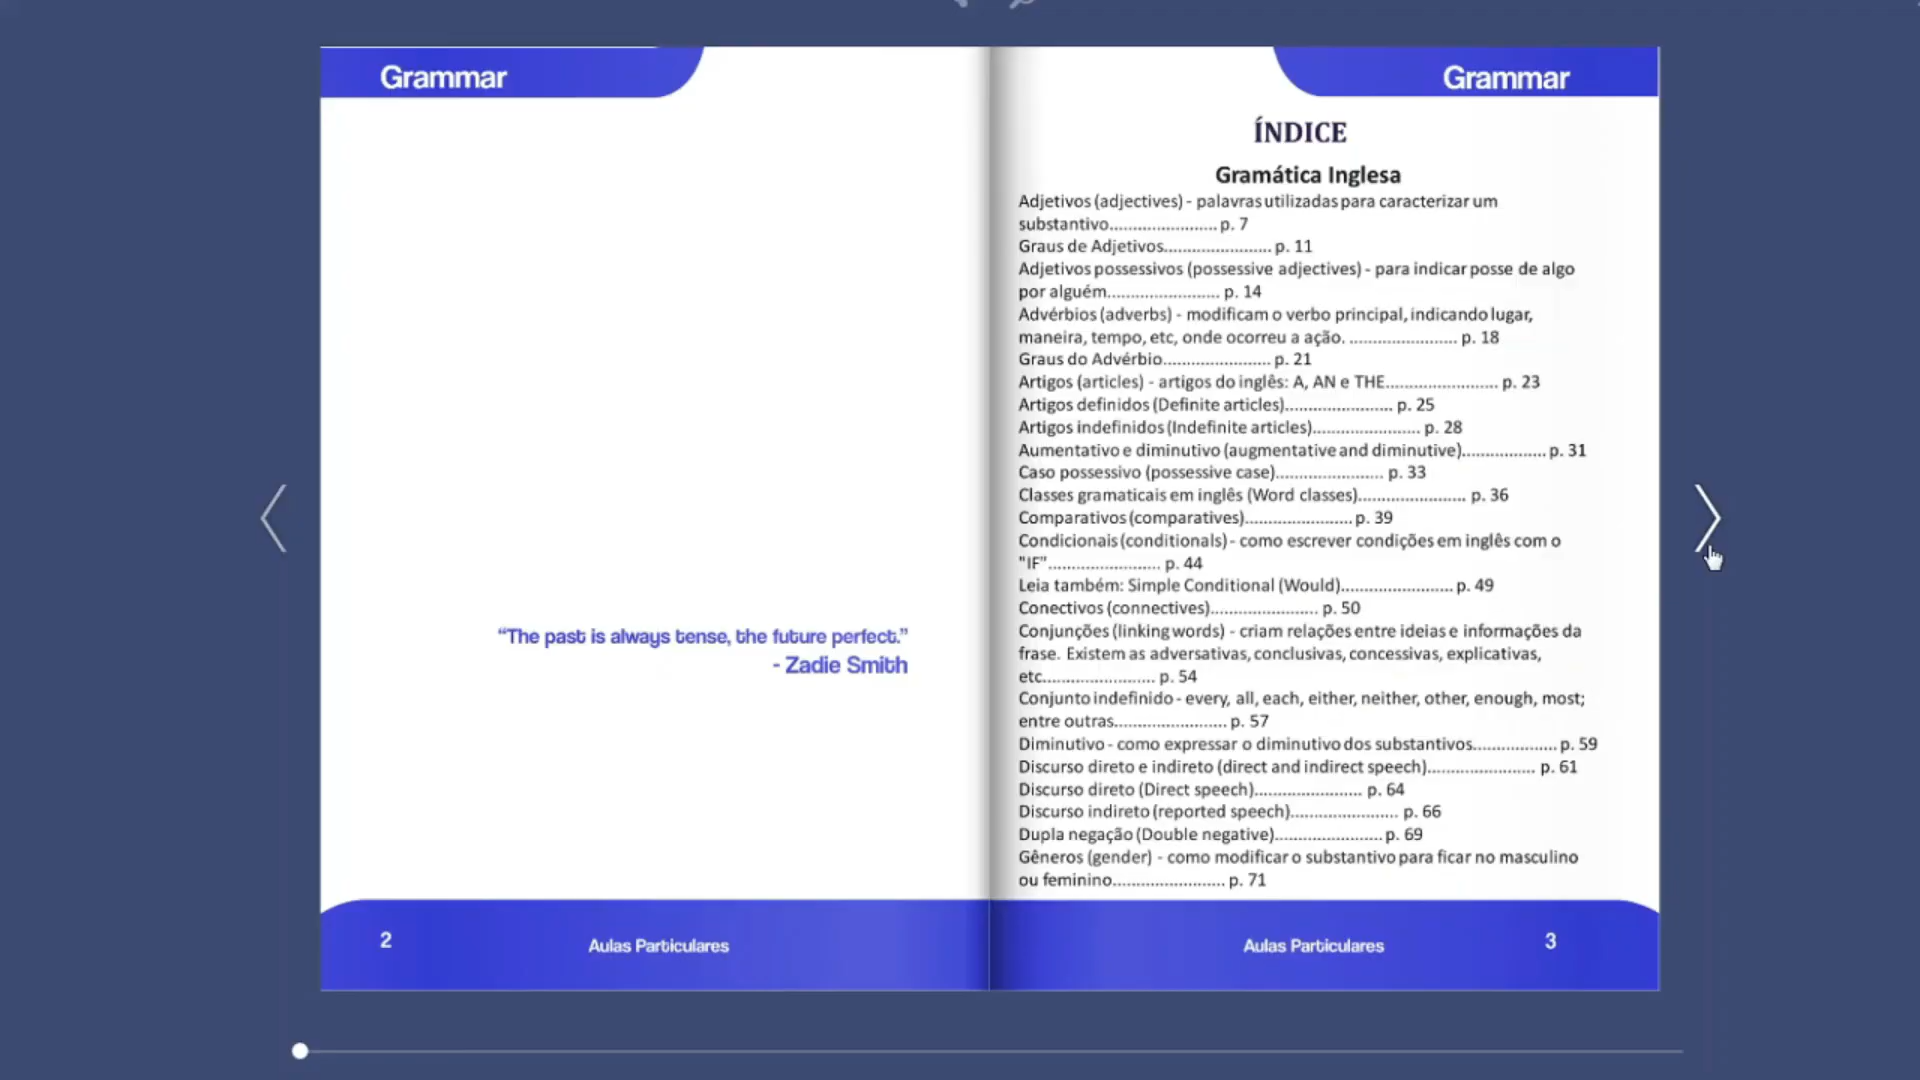 Grammar
“The past is always tense, the future perfect.”
- Zadie Smith
2
Aulas Particulares
Grammar
ÍNDICE
Gramática Inglesa
Adjetivos (adjectives) - palavras utilizadas para caracterizar um
substantivo....................... p. 7
Graus de Adjetivos....................... p. 11
Adjetivos possessivos (possessive adjectives) - para indicar posse de algo
por alguém........................ p. 14
Advérbios (adverbs) - modificam o verbo principal, indicando lugar,
maneira, tempo, etc, onde ocorreu a ação. ....................... p. 18
Graus do Advérbio....................... p. 21
Artigos (articles) - artigos do inglês: A, AN e THE........................ p. 23
Artigos definidos (Definite articles)....................... p. 25
Artigos indefinidos (Indefinite articles)....................... p. 28
Aumentativo e diminutivo (augmentative and diminutive).................. p. 31
Caso possessivo (possessive case)....................... p. 33
Classes gramaticais em inglês (Word classes)....................... p. 36
Comparativos (comparatives)....................... p. 39
Condicionais (conditionals) - como escrever condições em inglês com o
"IF”........................ p. 44
Leia também: Simple Conditional (Would)........................ p. 49
Conectivos (connectives)....................... p. 50
Conjunções (linking words) - criam relações entre ideias e informações da
frase. Existem as adversativas, conclusivas, concessivas, explicativas,
etc........................ p. 54
Conjunto indefinido - every, all, each, either, neither, other, enough, most;
entre outras........................ p. 57
Diminutivo - como expressar o diminutivo dos substantivos.................. p. 59
Discurso direto e indireto (direct and indirect speech)....................... p. 61
Discurso direto (Direct speech)....................... p. 64
Discurso indireto (reported speech)....................... p. 66
Dupla negação (Double negative)....................... p. 69
Gêneros (gender) - como modificar o substantivo para ficar no masculino
ou feminino........................ p. 71
Aulas Particulares
3